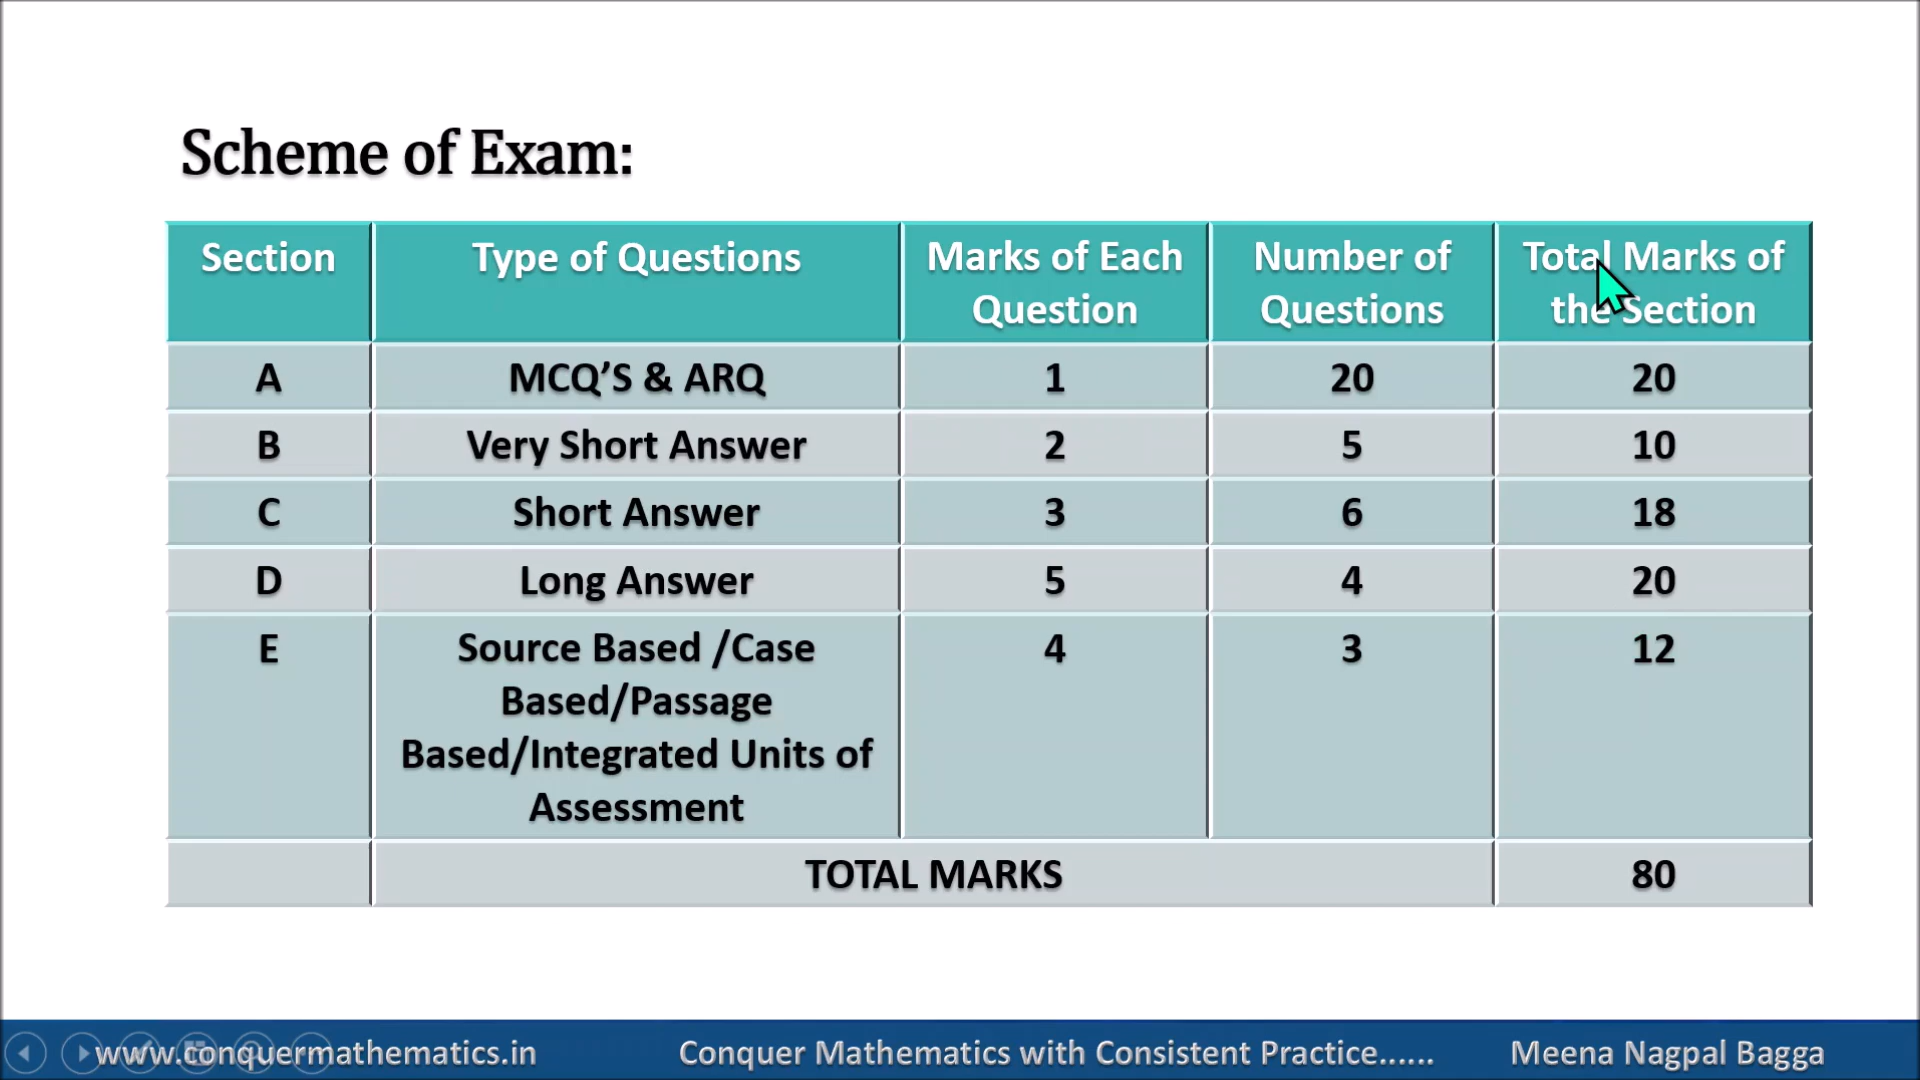 Scheme of Exam:
Section Type of Questions Marks of Each Question Number of Questions Total Marks of the Section
A MCQ’S & ARQ 1 20 20
B Very Short Answer 2 5 10
C Short Answer 3 6 18
D Long Answer 5 4 20
E Source Based /Case Based/Passage Based/Integrated Units of Assessment 4 3 12
TOTAL MARKS 80
www.conquermathematics.in Conquer Mathematics with Consistent Practice...... Meena Nagpal Bagga